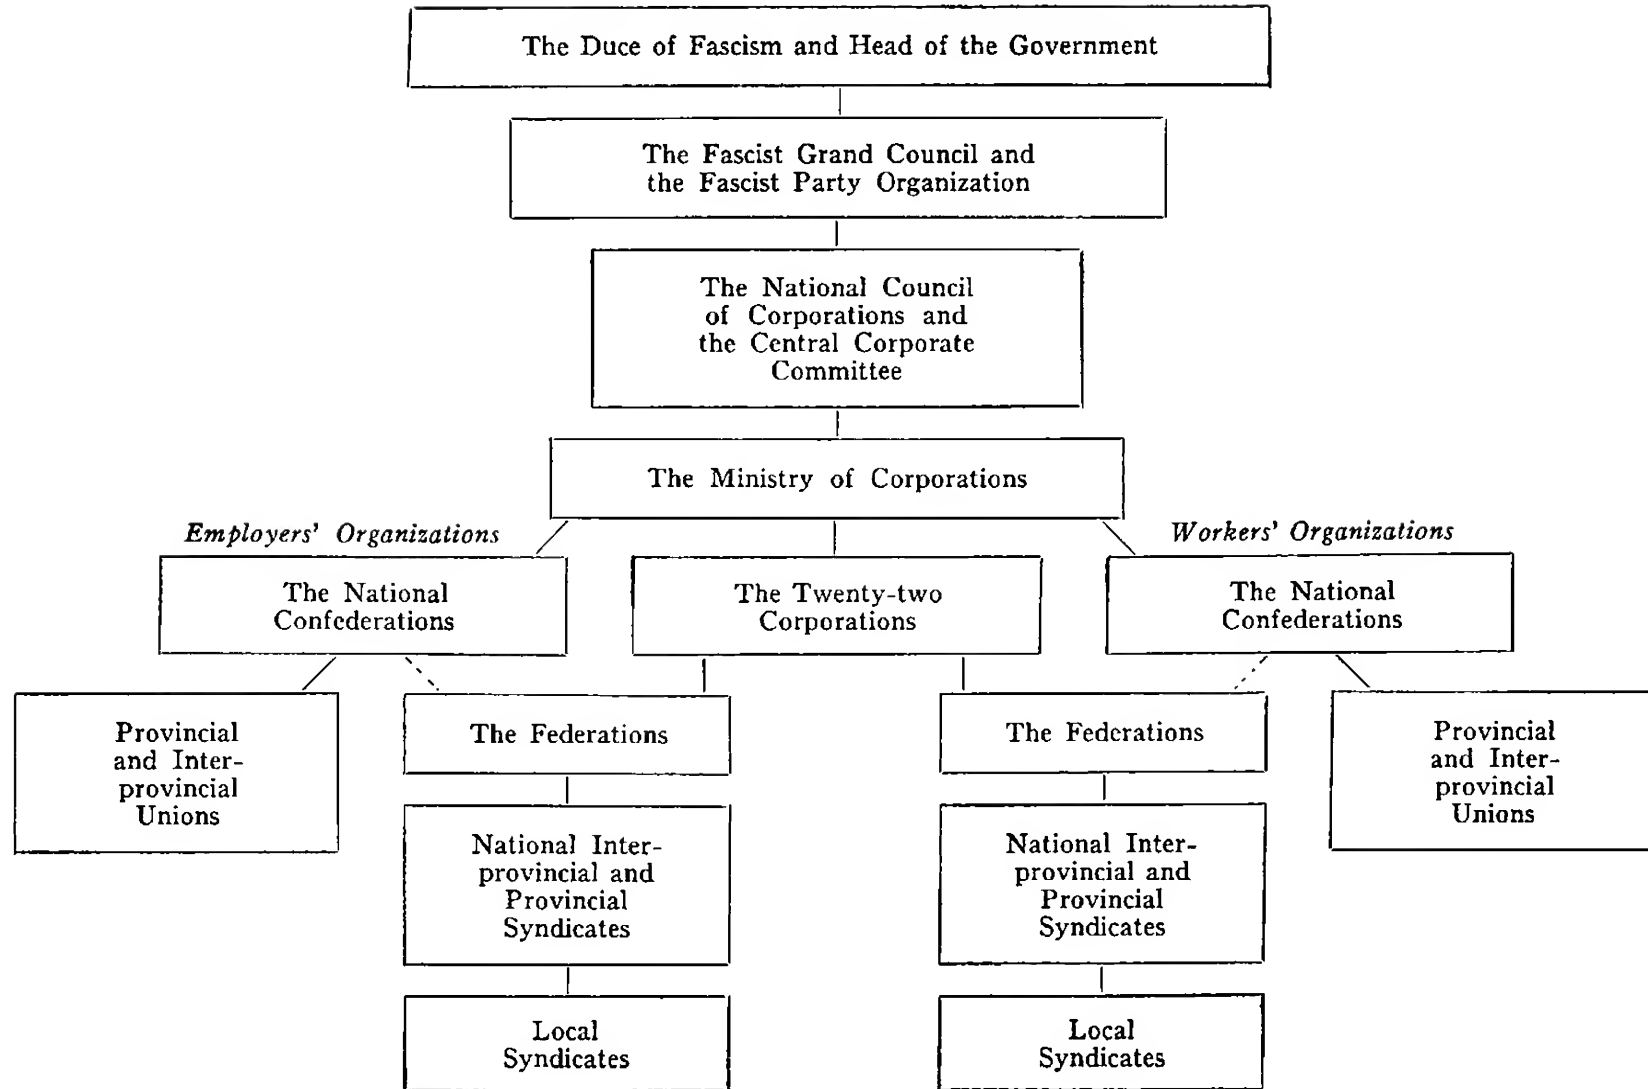 The Duce of Fascism and Head of the Government
The Fascist Grand Council and
the Fascist Party Organization
The National Council
of Corporations and
the Central Corporate
Committee
The Ministry of Corporations
Employers' Organizations
Workers' Organizations
The National
Confederations
The Twenty-two
Corporations
The National
Confederations
Provincial
and Inter-
provincial
Unions
The Federations
The Federations
Provincial
and Inter-
provincial
Unions
National Inter-
provincial and
Provincial
Syndicates
National Inter-
provincial and
Provincial
Syndicates
Local
Syndicates
Local
Syndicates